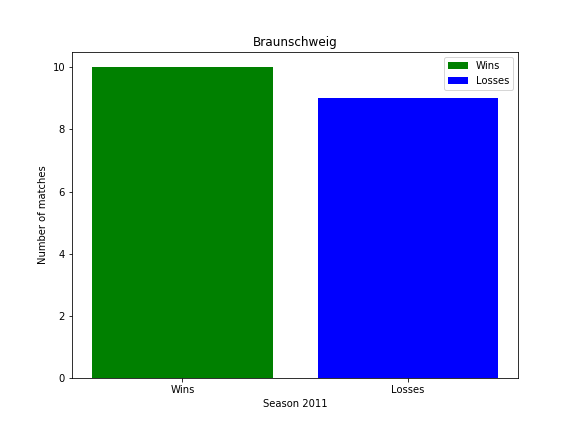 Braunschweig
Wins
Losses
Number of matches
10
8
6
4
2
0
Wins Losses
Season 2011